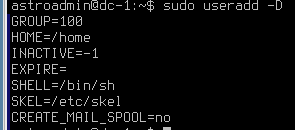 astroadmin@dc-1:~$ sudo useradd -D
GROUP=100
HOME=/home
INACTIVE=-1
EXPIRE=
SHELL=/bin/sh
SKEL=/etc/skel
CREATE_MAIL_SPOOL=no